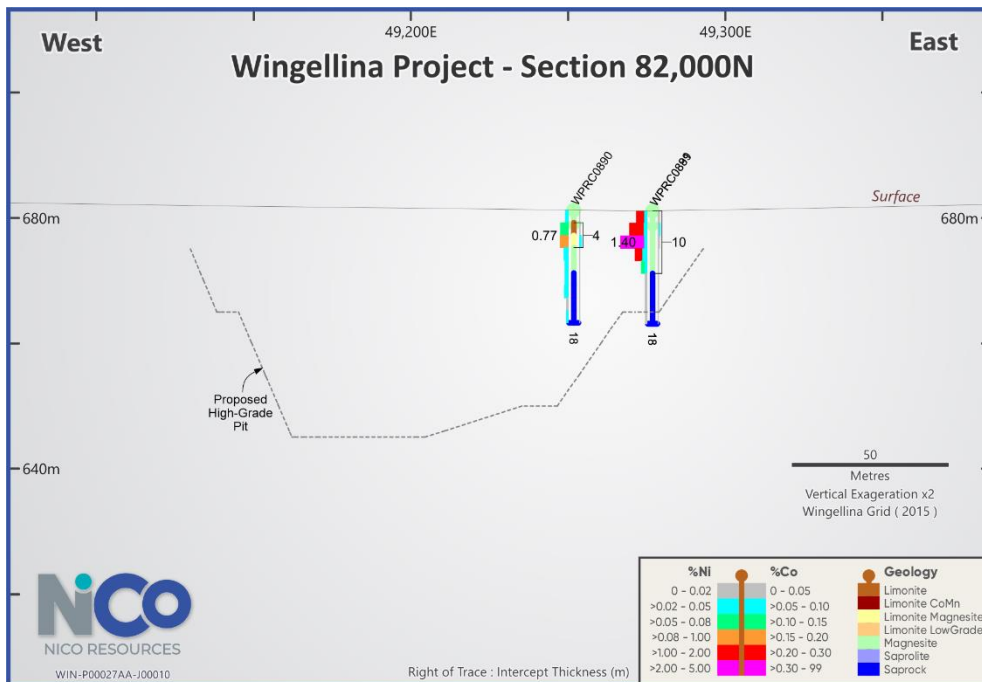 West
49,200E
49,300E
East
Wingellina Project - Section 82,000N
WPRC0890
WPRC0889
Surface
680m
680m
0.77
4
1.40
10
18
18
Proposed
High-Grade
Pit
640m
50
Metres
Vertical Exageration x2
Wingellina Grid ( 2015 )
NiCo
NICO RESOURCES
WIN-P00027AA-J00010
Right of Trace : Intercept Thickness (m)
%Ni %Co Geology
0 - 0.02 0 - 0.05 Limonite
>0.02 - 0.05 >0.05 - 0.10 Limonite CoMn
>0.05 - 0.08 >0.10 - 0.15 Limonite Magnesite
>0.08 - 1.00 >0.15 - 0.20 Limonite LowGrade
>1.00 - 2.00 >0.20 - 0.30 Magnesite
>2.00 - 5.00 >0.30 - 99 Saprolite
Saprock